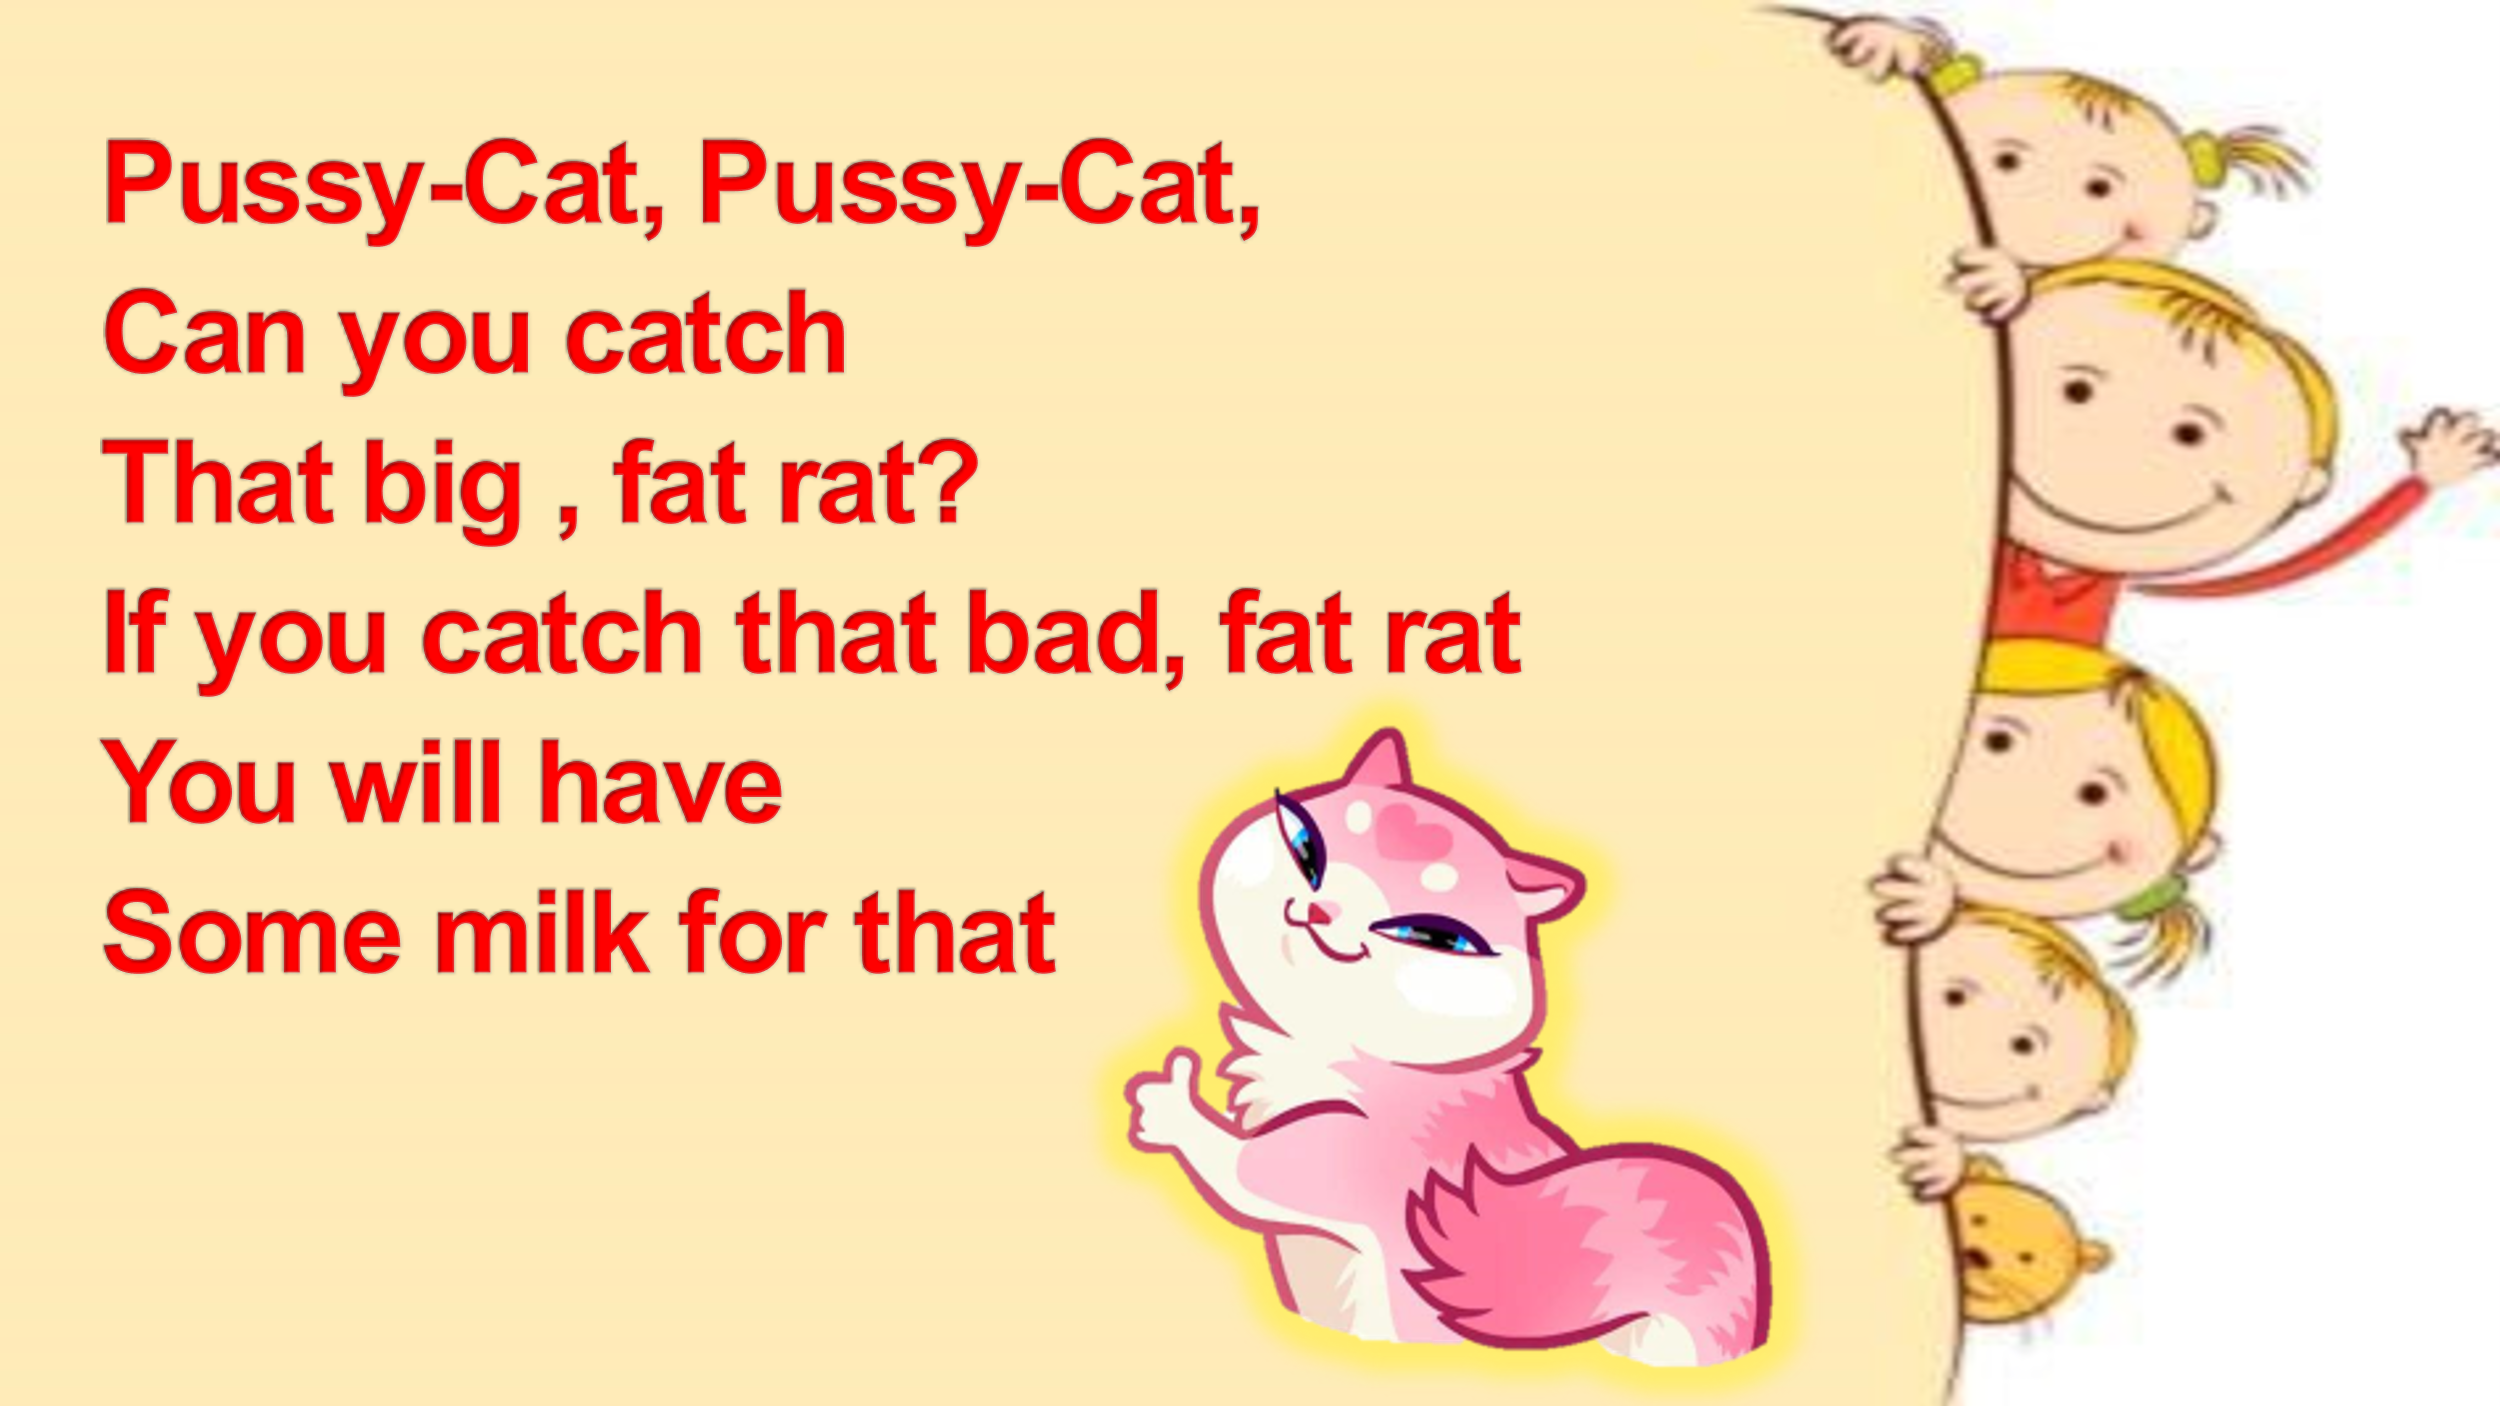 Pussy-Cat, Pussy-Cat,
Can you catch
That big , fat rat?
If you catch that bad, fat rat
You will have
Some milk for that